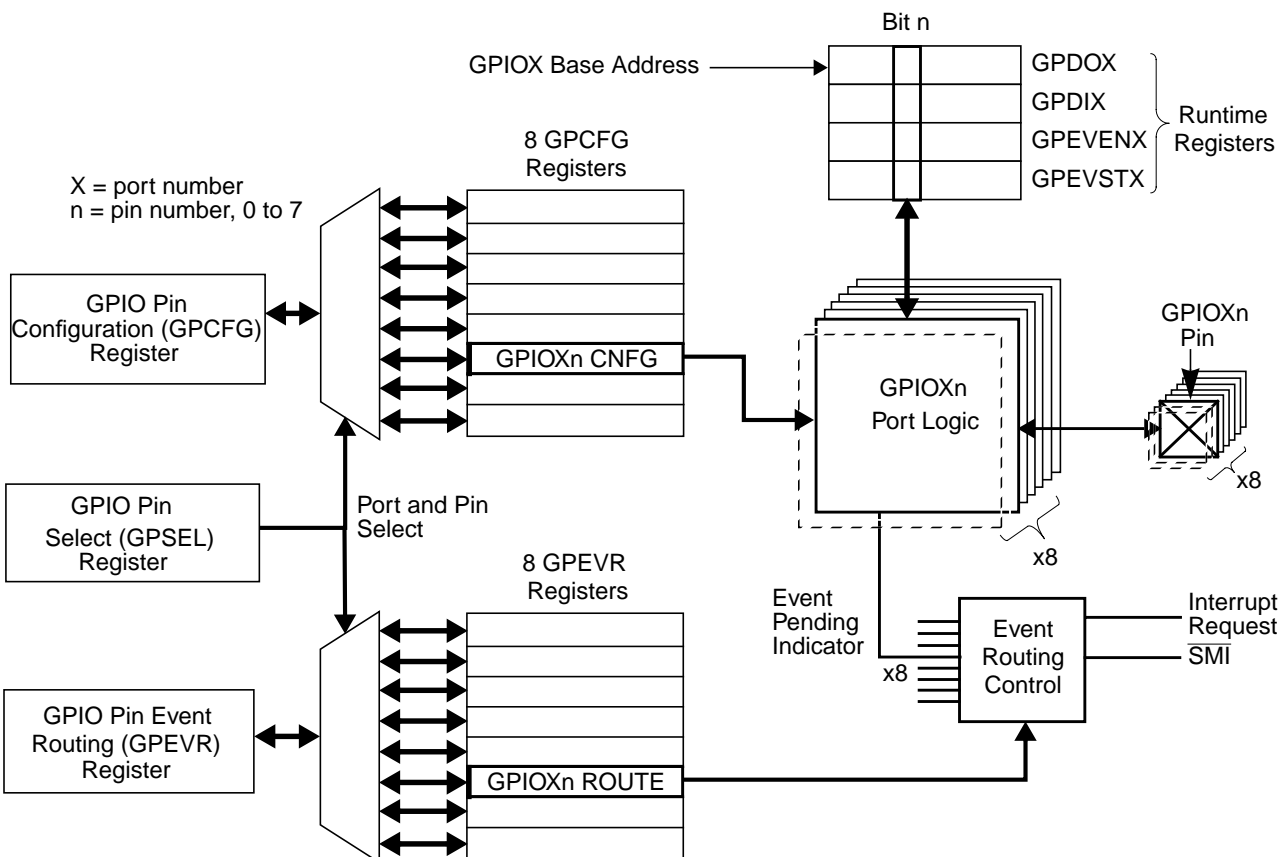 Bit n
GPIOX Base Address
GPDOX
GPDIX
GPEVENX
GPEVSTX
Runtime
Registers
8 GPCFG
Registers
X = port number
n = pin number, 0 to 7
GPIO Pin
Configuration (GPCFG)
Register
GPIOXn CNFG
GPIOXn
Port Logic
GPIOXn
Pin
x8
x8
GPIO Pin
Select (GPSEL)
Register
Port and Pin
Select
8 GPEVR
Registers
Event
Pending
Indicator
x8
Event
Routing
Control
Interrupt
Request
SMI
GPIO Pin Event
Routing (GPEVR)
Register
GPIOXn ROUTE